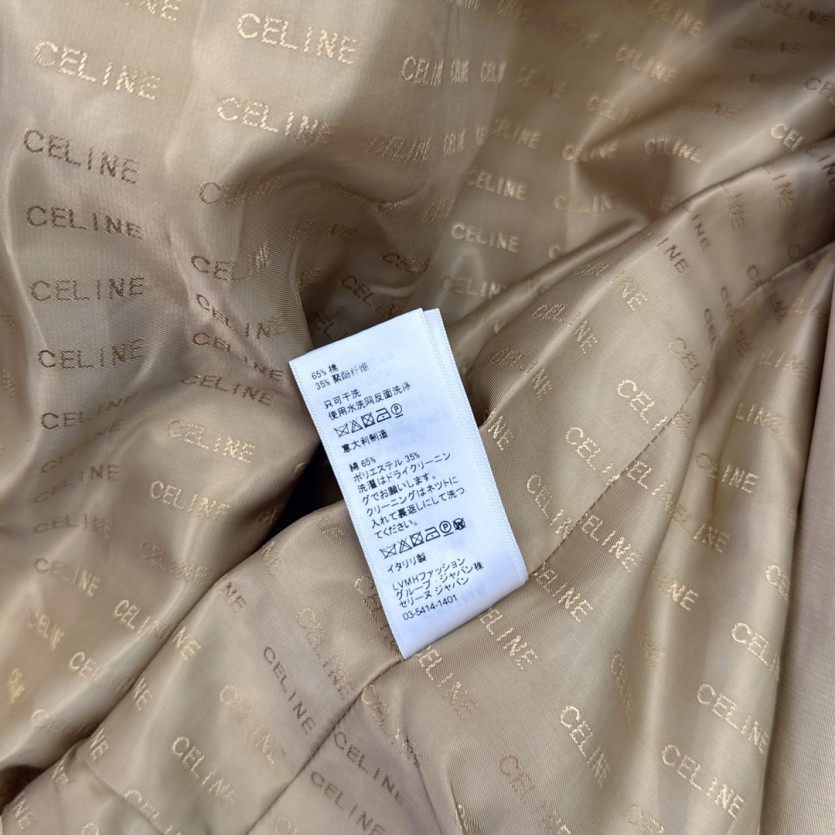 CELINE
65% 棉
35% 聚酯纤维
只可干洗
使用水洗网反面洗涤
意大利制造
綿 65%
ポリエステル 35%
洗濯はドライクリーニン
グでお願いします。
クリーニングはネットに
入れて裏返しにして洗っ
てください。
イタリリ製
LVMHファッション
グループ・ジャパン㈱
セリーヌ ジャパン
03-5414-1401